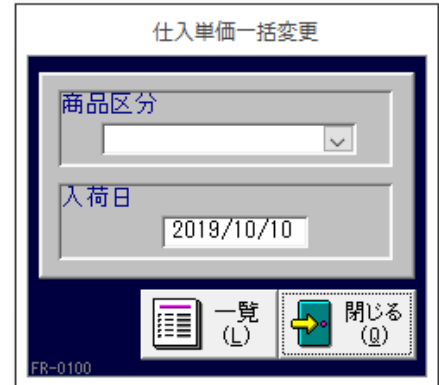 仕入単価一括変更
商品区分
入荷日
2019/10/10
一覧
(L)
閉じる
(Q)
FR-0100